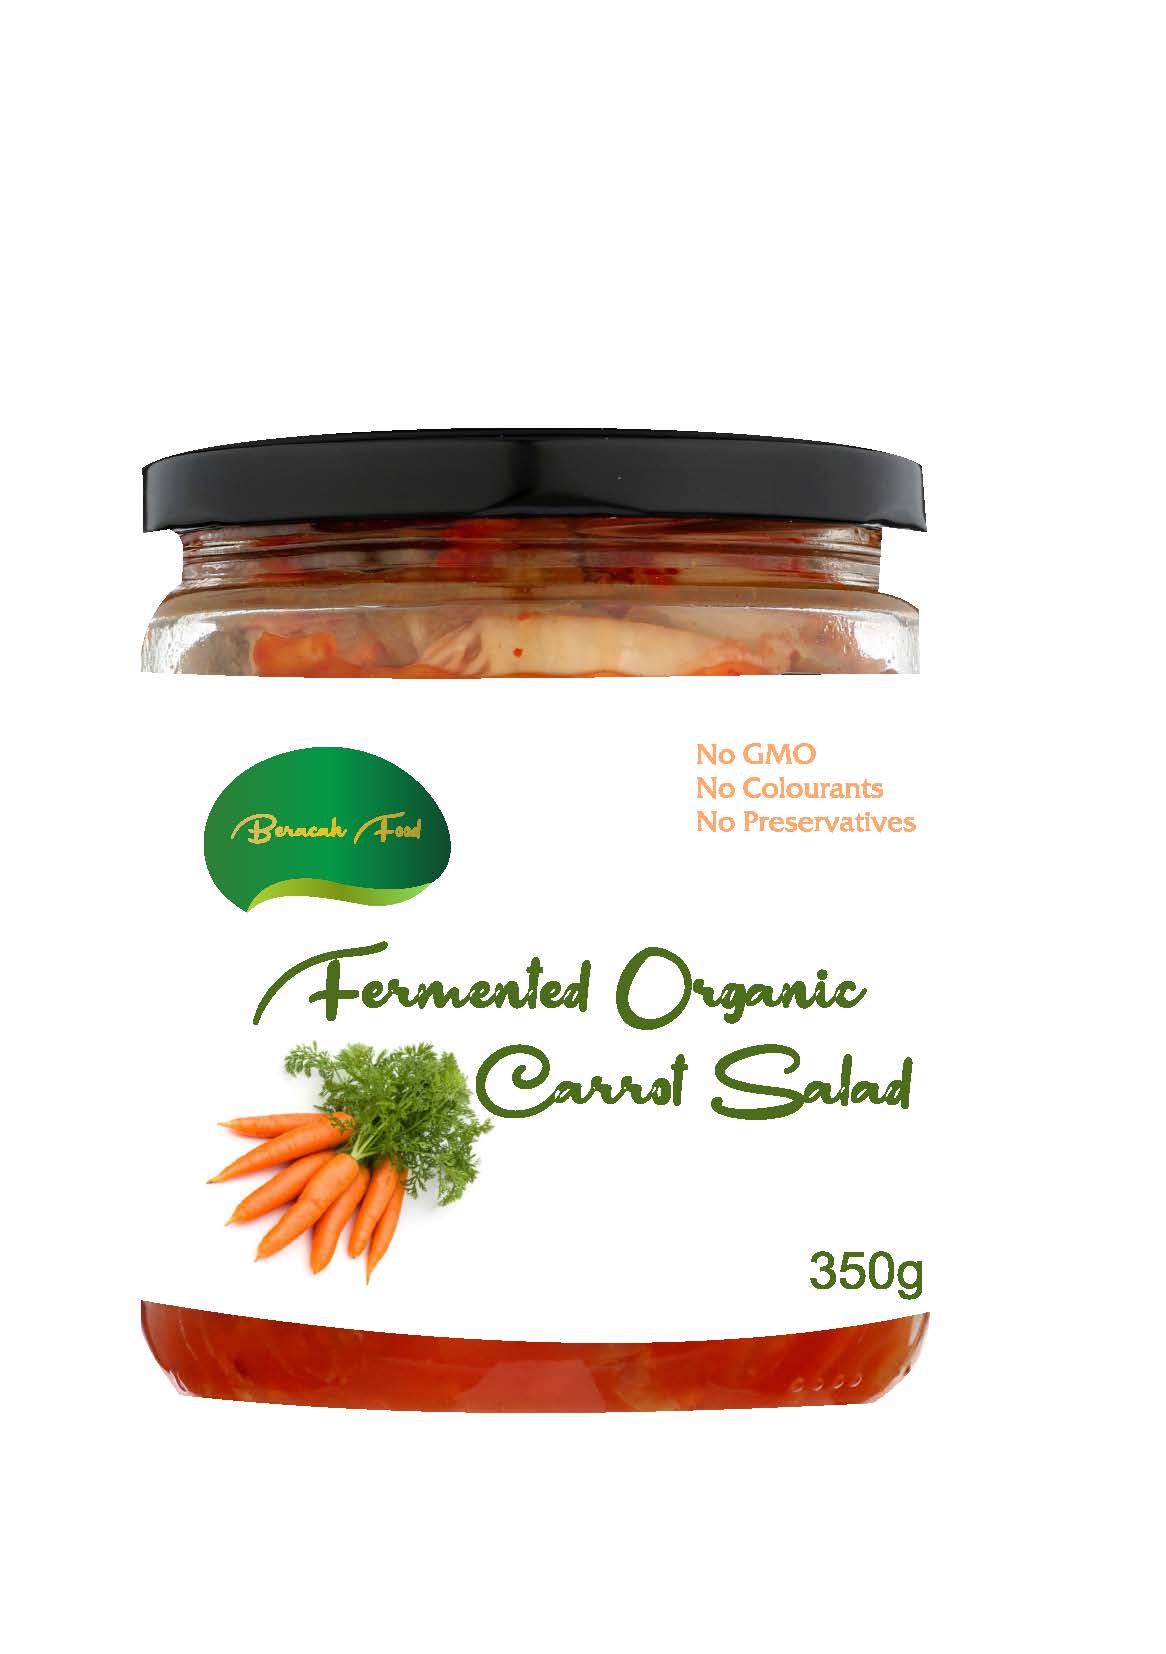 No GMO
No Colourants
No Preservatives
Beracah Food
Fermented Organic
Carrot Salad
350g